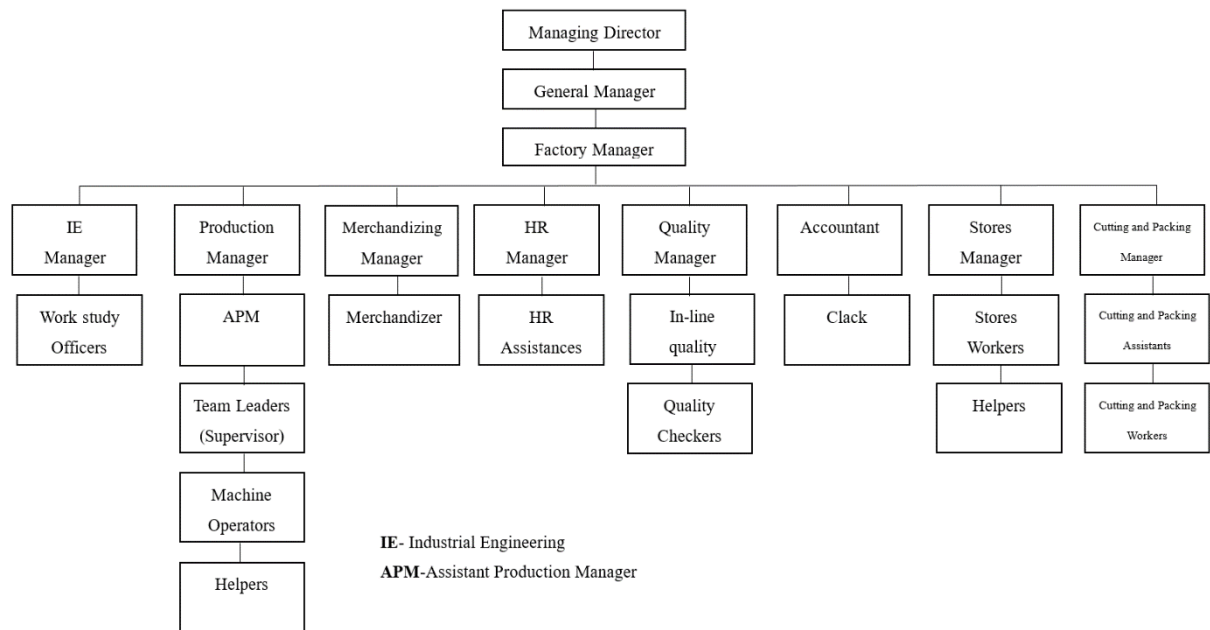 Managing Director
General Manager
Factory Manager
IE
Manager
Production
Manager
Merchandizing
Manager
HR
Manager
Quality
Manager
Accountant
Stores
Manager
Cutting and Packing
Manager
Work study
Officers
APM
Merchandizer
HR
Assistances
In-line
quality
Clack
Stores
Workers
Cutting and Packing
Assistants
Team Leaders
(Supervisor)
Quality
Checkers
Helpers
Cutting and Packing
Workers
Machine
Operators
Helpers
IE- Industrial Engineering
APM-Assistant Production Manager